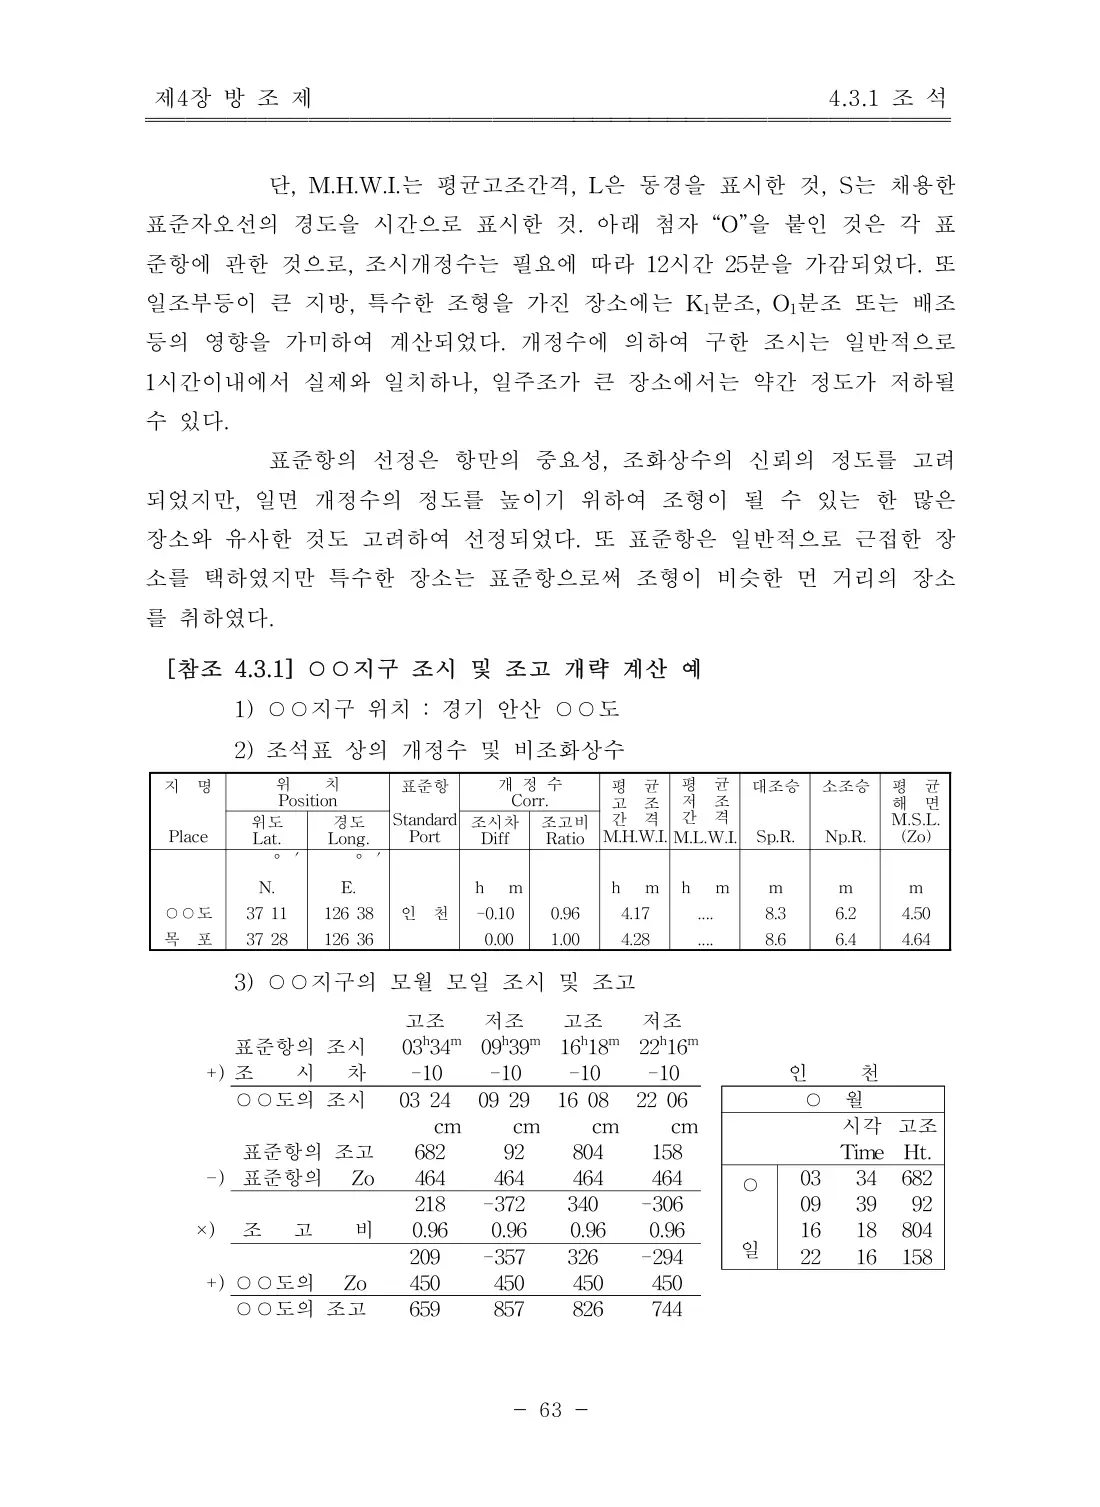 제4장 방 조 제 4.3.1 조 석
단, M.H.W.I.는 평균고조간격, L은 동경을 표시한 것, S는 채용한
표준자오선의 경도을 시간으로 표시한 것. 아래 첨자 “O”을 붙인 것은 각 표
준항에 관한 것으로, 조시개정수는 필요에 따라 12시간 25분을 가감되었다. 또
일조부등이 큰 지방, 특수한 조형을 가진 장소에는 K₁분조, O₁분조 또는 배조
등의 영향을 가미하여 계산되었다. 개정수에 의하여 구한 조시는 일반적으로
1시간이내에서 실제와 일치하나, 일주조가 큰 장소에서는 약간 정도가 저하될
수 있다.
표준항의 선정은 항만의 중요성, 조화상수의 신뢰의 정도를 고려
되었지만, 일면 개정수의 정도를 높이기 위하여 조형이 될 수 있는 한 많은
장소와 유사한 것도 고려하여 선정되었다. 또 표준항은 일반적으로 근접한 장
소를 택하였지만 특수한 장소는 표준항으로써 조형이 비슷한 먼 거리의 장소
를 취하였다.
[참조 4.3.1] ○○지구 조시 및 조고 개략 계산 예
1) ○○지구 위치 : 경기 안산 ○○도
2) 조석표 상의 개정수 및 비조화상수
지 명 위 치 표준항 개 정 수 평 균 평 균 대조승 소조승 평 균
Position Corr. 고 조 저 조 해 면
위도 경도 Standard 조시차 조고비 간 격 간 격 M.S.L.
Place Lat. Long. Port Diff Ratio M.H.W.I. M.L.W.I. Sp.R. Np.R. (Zo)
° ′ ° ′
N. E. h m h m h m m m m
○○도 37 11 126 38 인 천 -0.10 0.96 4.17 .... 8.3 6.2 4.50
목 포 37 28 126 36 0.00 1.00 4.28 .... 8.6 6.4 4.64
3) ○○지구의 모월 모일 조시 및 조고
고조 저조 고조 저조
표준항의 조시 03ʰ34ᵐ 09ʰ39ᵐ 16ʰ18ᵐ 22ʰ16ᵐ
+) 조 시 차 -10 -10 -10 -10
○○도의 조시 03 24 09 29 16 08 22 06
cm cm cm cm
표준항의 조고 682 92 804 158
-) 표준항의 Zo 464 464 464 464
218 -372 340 -306
×) 조 고 비 0.96 0.96 0.96 0.96
209 -357 326 -294
+) ○○도의 Zo 450 450 450 450
○○도의 조고 659 857 826 744
인 천
○ 월
시각 고조
Time Ht.
○ 03 34 682
09 39 92
16 18 804
일 22 16 158
- 63 -